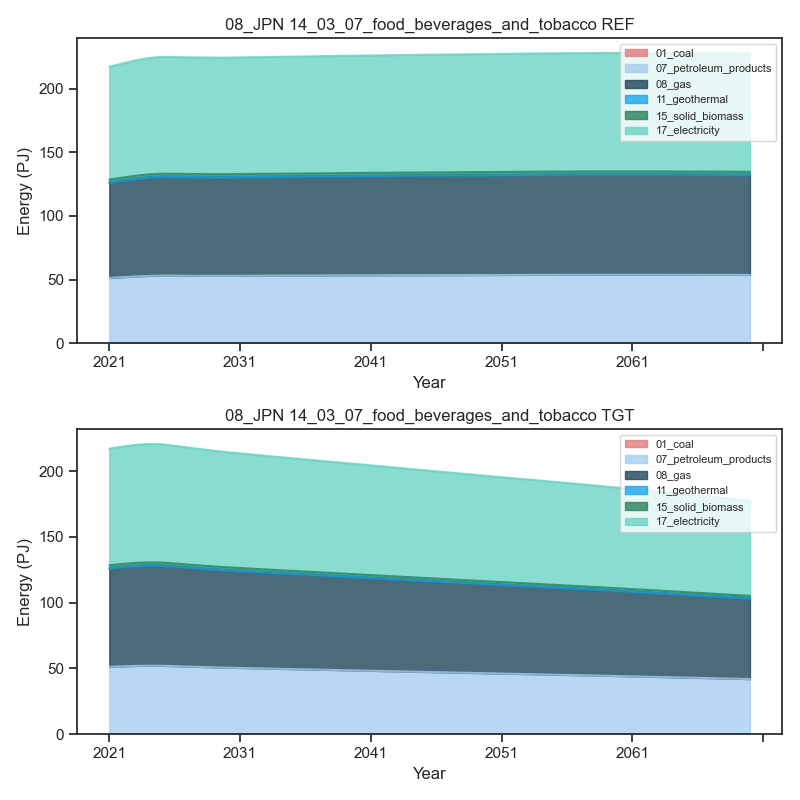 08_JPN 14_03_07_food_beverages_and_tobacco REF
01_coal
07_petroleum_products
08_gas
11_geothermal
15_solid_biomass
17_electricity
Energy (PJ)
200
150
100
50
0
2021 2031 2041 2051 2061
Year
08_JPN 14_03_07_food_beverages_and_tobacco TGT
01_coal
07_petroleum_products
08_gas
11_geothermal
15_solid_biomass
17_electricity
Energy (PJ)
200
150
100
50
0
2021 2031 2041 2051 2061
Year